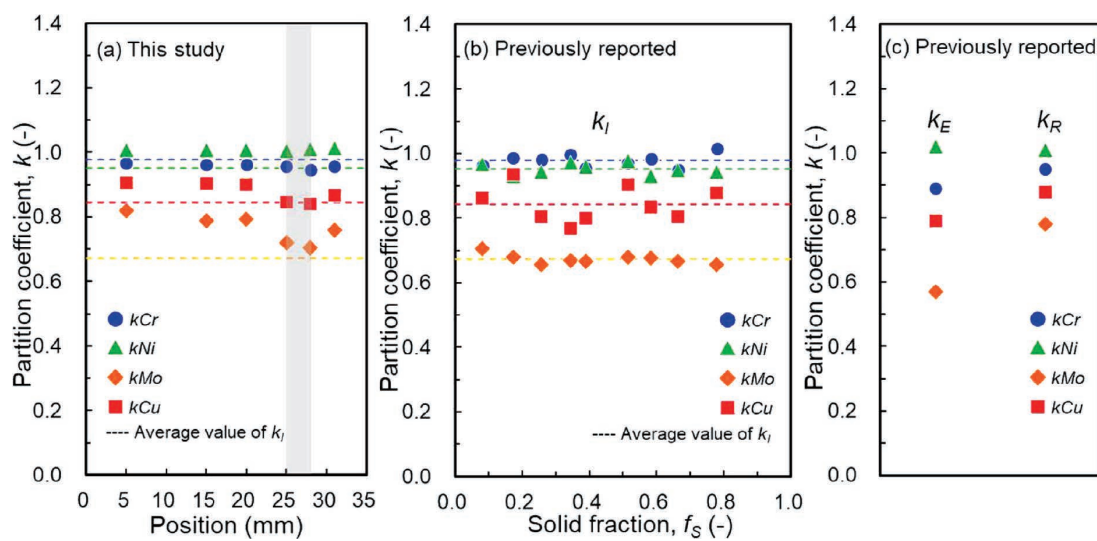 (a) This study
Partition coefficient, k (-)
1.4
1.2
1.0
0.8
0.6
0.4
0.2
0.0
kCr
kNi
kMo
kCu
Average value of kI
0 5 10 15 20 25 30 35
Position (mm)
(b) Previously reported
kI
Partition coefficient, k (-)
1.4
1.2
1.0
0.8
0.6
0.4
0.2
0.0
kCr
kNi
kMo
kCu
Average value of kI
0.0 0.2 0.4 0.6 0.8 1.0
Solid fraction, fS (-)
(c) Previously reported
kE kR
Partition coefficient, k (-)
1.4
1.2
1.0
0.8
0.6
0.4
0.2
0.0
kCr
kNi
kMo
kCu